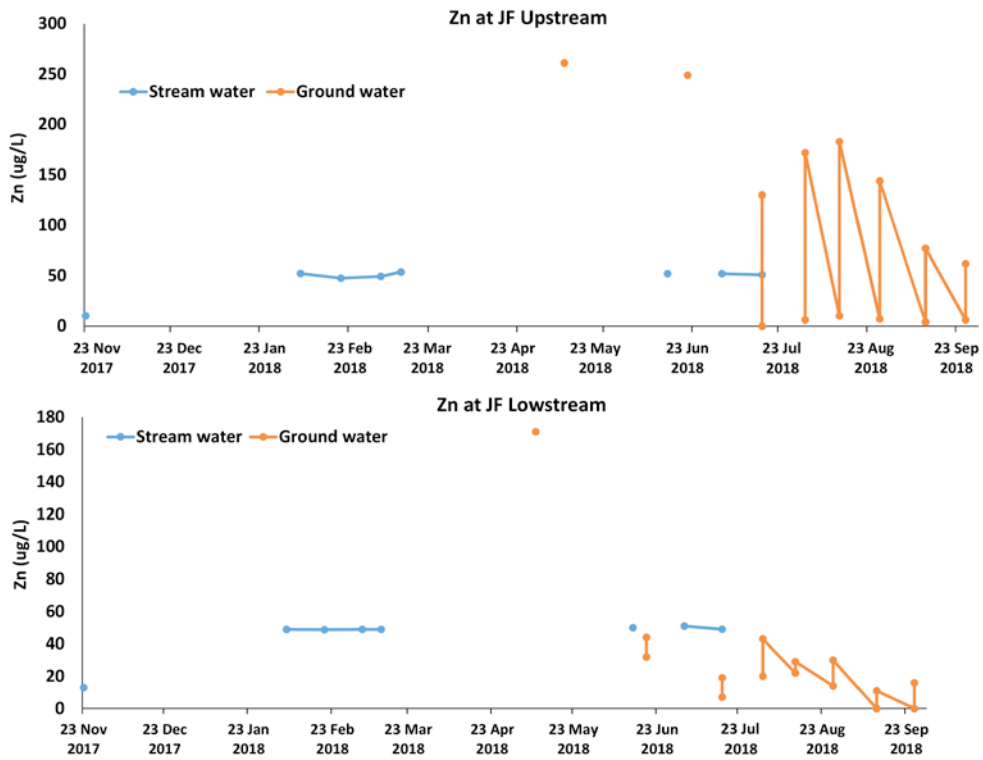 Zn at JF Upstream
300
250
200
150
100
50
0
Zn (ug/L)
Stream water Ground water
23 Nov 23 Dec 23 Jan 23 Feb 23 Mar 23 Apr 23 May 23 Jun 23 Jul 23 Aug 23 Sep
2017 2017 2018 2018 2018 2018 2018 2018 2018 2018 2018
Zn at JF Lowstream
180
160
140
120
100
80
60
40
20
0
Zn (ug/L)
Stream water Ground water
23 Nov 23 Dec 23 Jan 23 Feb 23 Mar 23 Apr 23 May 23 Jun 23 Jul 23 Aug 23 Sep
2017 2017 2018 2018 2018 2018 2018 2018 2018 2018 2018